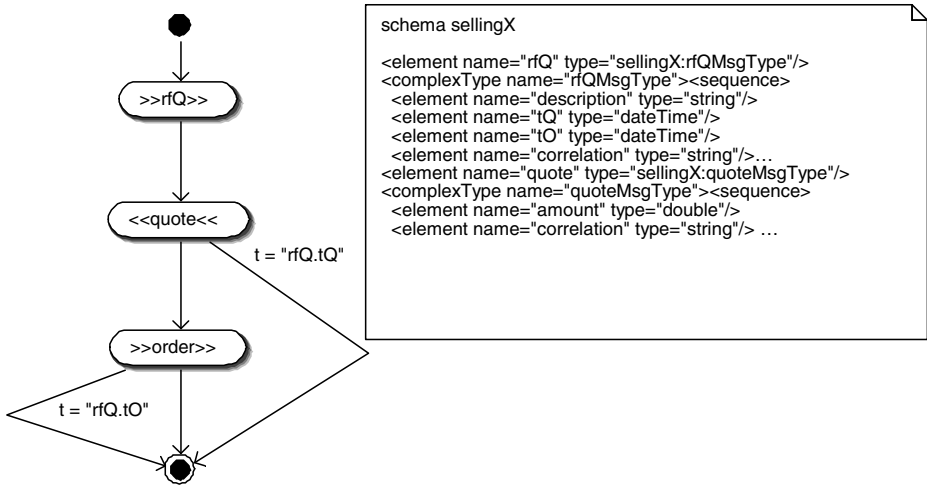 >>rfQ>>
<<quote<<
t = "rfQ.tQ"
>>order>>
t = "rfQ.tO"
schema sellingX
<element name="rfQ" type="sellingX:rfQMsgType"/>
<complexType name="rfQMsgType"><sequence>
<element name="description" type="string"/>
<element name="tQ" type="dateTime"/>
<element name="tO" type="dateTime"/>
<element name="correlation" type="string"/>…
<element name="quote" type="sellingX:quoteMsgType"/>
<complexType name="quoteMsgType"><sequence>
<element name="amount" type="double"/>
<element name="correlation" type="string"/> …